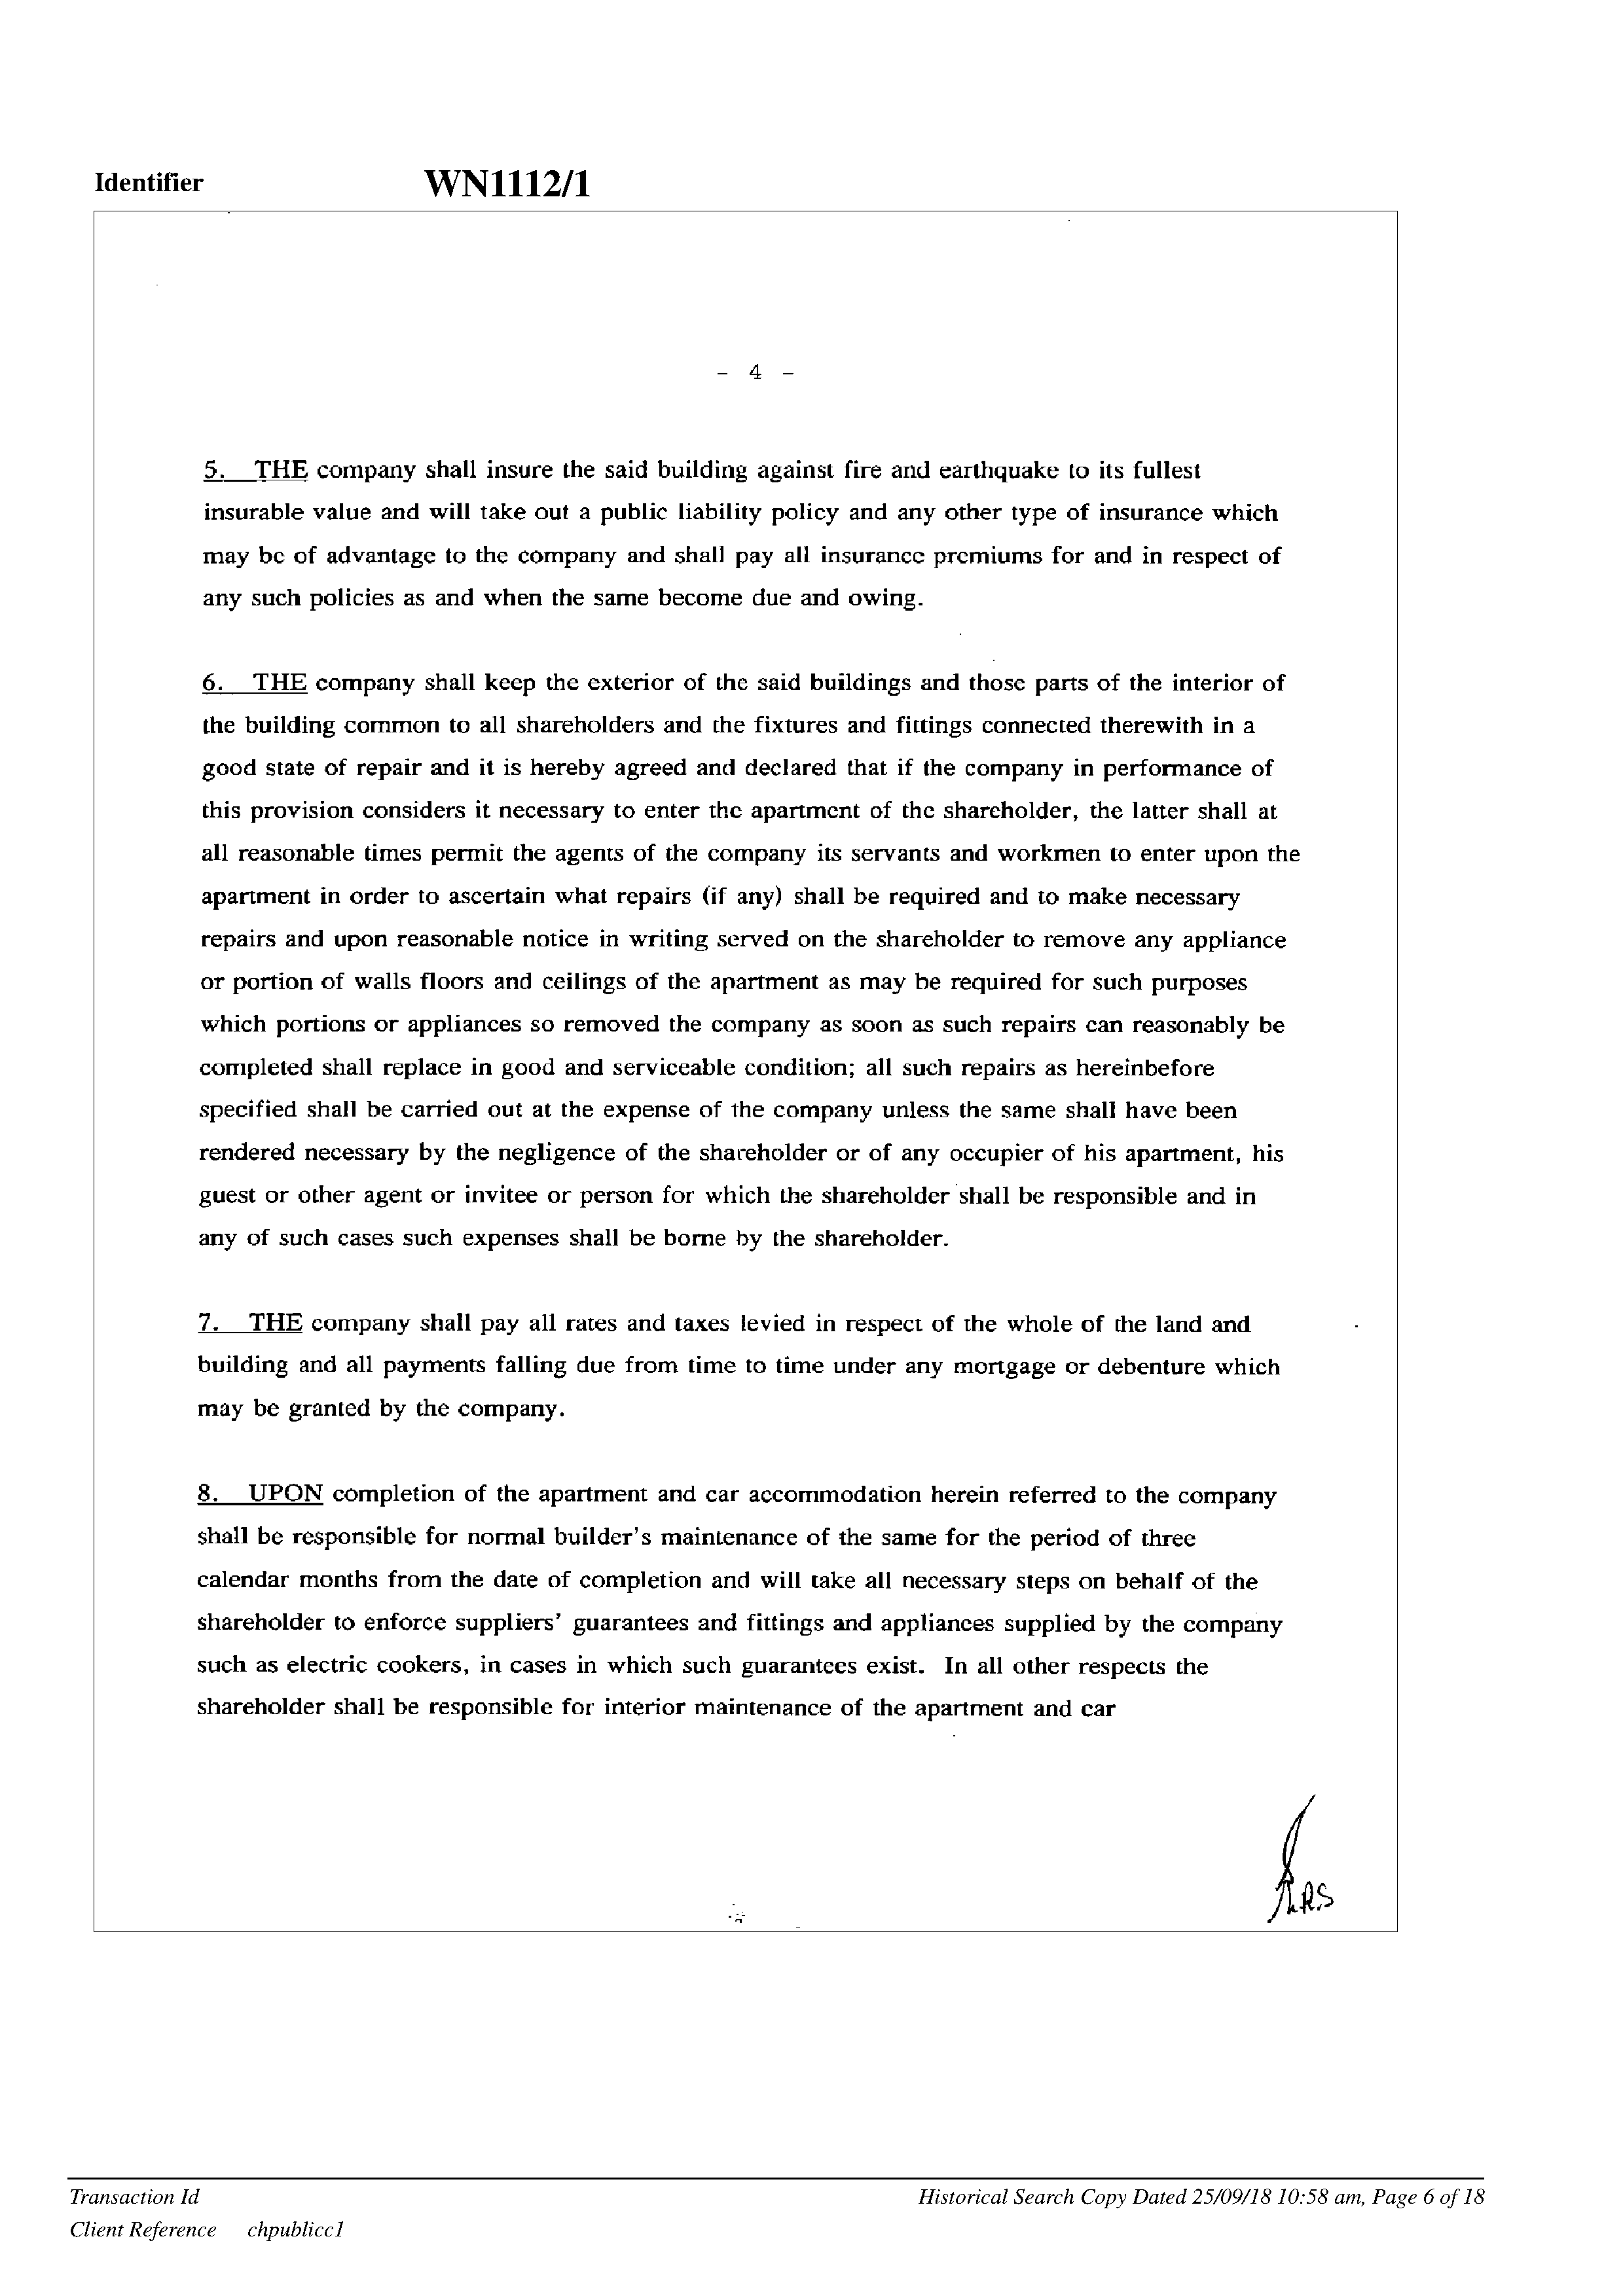 Identifier WN1112/1
- 4 -
5. THE company shall insure the said building against fire and earthquake to its fullest
insurable value and will take out a public liability policy and any other type of insurance which
may be of advantage to the company and shall pay all insurance premiums for and in respect of
any such policies as and when the same become due and owing.
6. THE company shall keep the exterior of the said buildings and those parts of the interior of
the building common to all shareholders and the fixtures and fittings connected therewith in a
good state of repair and it is hereby agreed and declared that if the company in performance of
this provision considers it necessary to enter the apartment of the shareholder, the latter shall at
all reasonable times permit the agents of the company its servants and workmen to enter upon the
apartment in order to ascertain what repairs (if any) shall be required and to make necessary
repairs and upon reasonable notice in writing served on the shareholder to remove any appliance
or portion of walls floors and ceilings of the apartment as may be required for such purposes
which portions or appliances so removed the company as soon as such repairs can reasonably be
completed shall replace in good and serviceable condition; all such repairs as hereinbefore
specified shall be carried out at the expense of the company unless the same shall have been
rendered necessary by the negligence of the shareholder or of any occupier of his apartment, his
guest or other agent or invitee or person for which the shareholder shall be responsible and in
any of such cases such expenses shall be borne by the shareholder.
7. THE company shall pay all rates and taxes levied in respect of the whole of the land and
building and all payments falling due from time to time under any mortgage or debenture which
may be granted by the company.
8. UPON completion of the apartment and car accommodation herein referred to the company
shall be responsible for normal builder's maintenance of the same for the period of three
calendar months from the date of completion and will take all necessary steps on behalf of the
shareholder to enforce suppliers' guarantees and fittings and appliances supplied by the company
such as electric cookers, in cases in which such guarantees exist. In all other respects the
shareholder shall be responsible for interior maintenance of the apartment and car
Transaction Id
Historical Search Copy Dated 25/09/18 10:58 am, Page 6 of 18
Client Reference chpubliccl